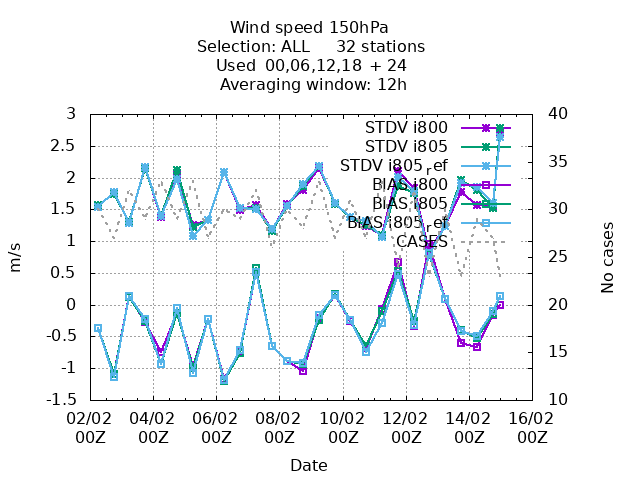 Wind speed 150hPa
Selection: ALL 32 stations
Used 00,06,12,18 + 24
Averaging window: 12h
3
2.5
2
1.5
1
0.5
0
-0.5
-1
-1.5
m/s
40
35
30
25
20
15
10
No cases
STDV i800
STDV i805
STDV i805ref
BIAS i800
BIAS i805
BIAS i805ref
CASES
02/02 04/02 06/02 08/02 10/02 12/02 14/02 16/02
00Z 00Z 00Z 00Z 00Z 00Z 00Z 00Z
Date